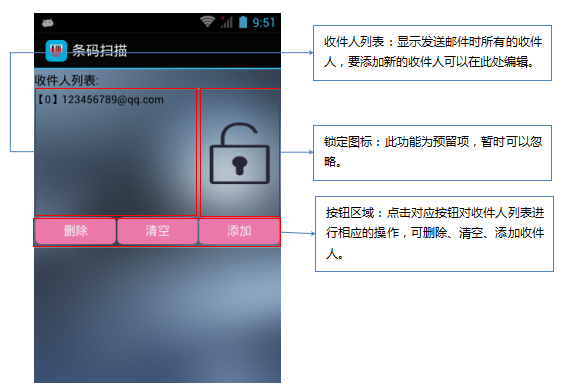 9:51
条码扫描
收件人列表:
【0】123456789@qq.com
删除
清空
添加
收件人列表：显示发送邮件时所有的收件
人，要添加新的收件人可以在此处编辑。
锁定图标：此功能为预留项，暂时可以忽
略。
按钮区域：点击对应按钮对收件人列表进
行相应的操作，可删除、清空、添加收件
人。